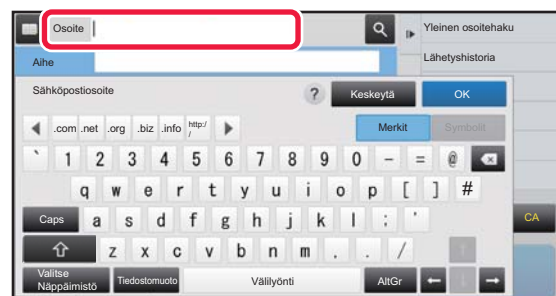 Osoite
Yleinen osoitehaku
Aihe
Lähetyshistoria
Sähköpostiosoite
?
Keskeytä
OK
.com .net .org .biz .info http://
Merkit
Symbolit
` 1 2 3 4 5 6 7 8 9 0 - = @
q w e r t y u i o p [ ] #
Caps a s d f g h j k l ; '
CA
z x c v b n m . . /
Valitse
Näppäimistö
Tiedostomuoto
Välilyönti
AltGr